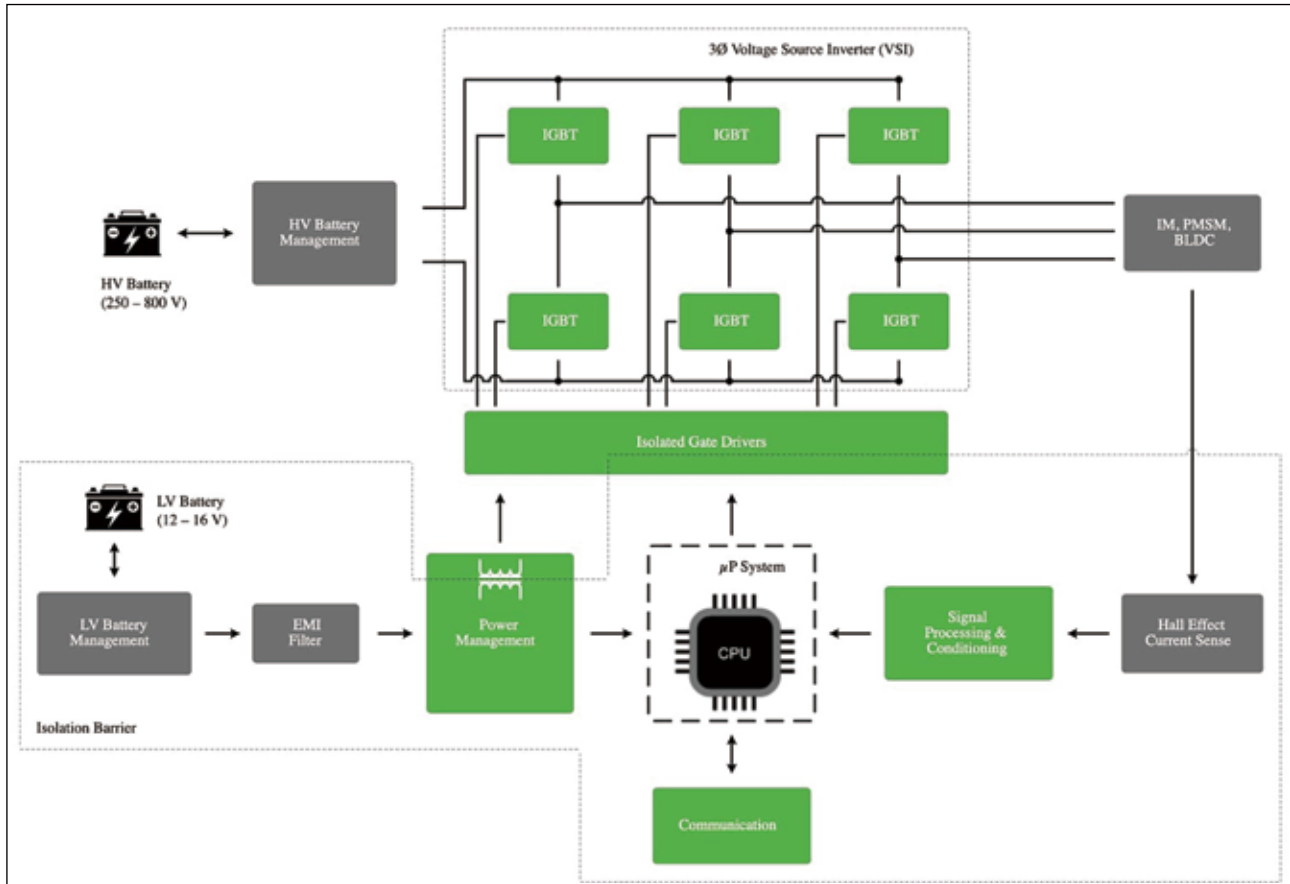 3Ø Voltage Source Inverter (VSI)
IGBT
IGBT
IGBT
HV Battery
Management
IM, PMSM,
BLDC
HV Battery
(250 – 800 V)
IGBT
IGBT
IGBT
Isolated Gate Drivers
LV Battery
(12 – 16 V)
µP System
LV Battery
Management
EMI
Filter
Power
Management
CPU
Signal
Processing &
Conditioning
Hall Effect
Current Sense
Isolation Barrier
Communication